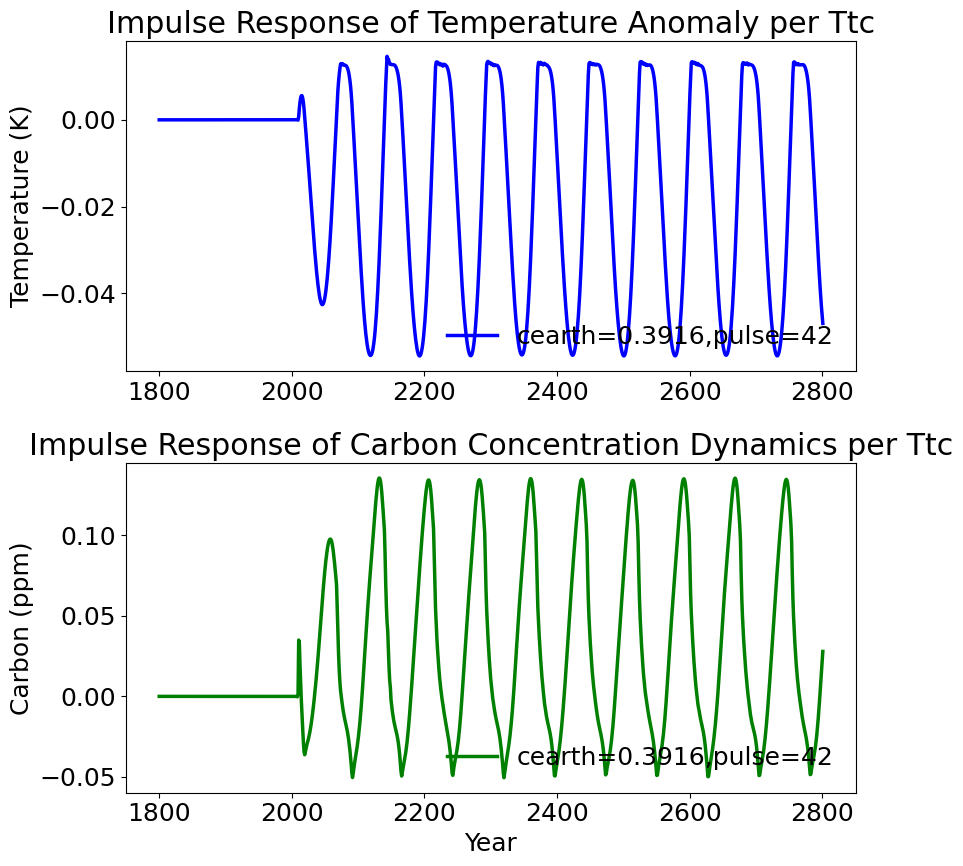 Impulse Response of Temperature Anomaly per Ttc
Temperature (K)
0.00
−0.02
−0.04
cearth=0.3916,pulse=42
1800 2000 2200 2400 2600 2800
Impulse Response of Carbon Concentration Dynamics per Ttc
Carbon (ppm)
0.10
0.05
0.00
−0.05
cearth=0.3916,pulse=42
1800 2000 2200 2400 2600 2800
Year